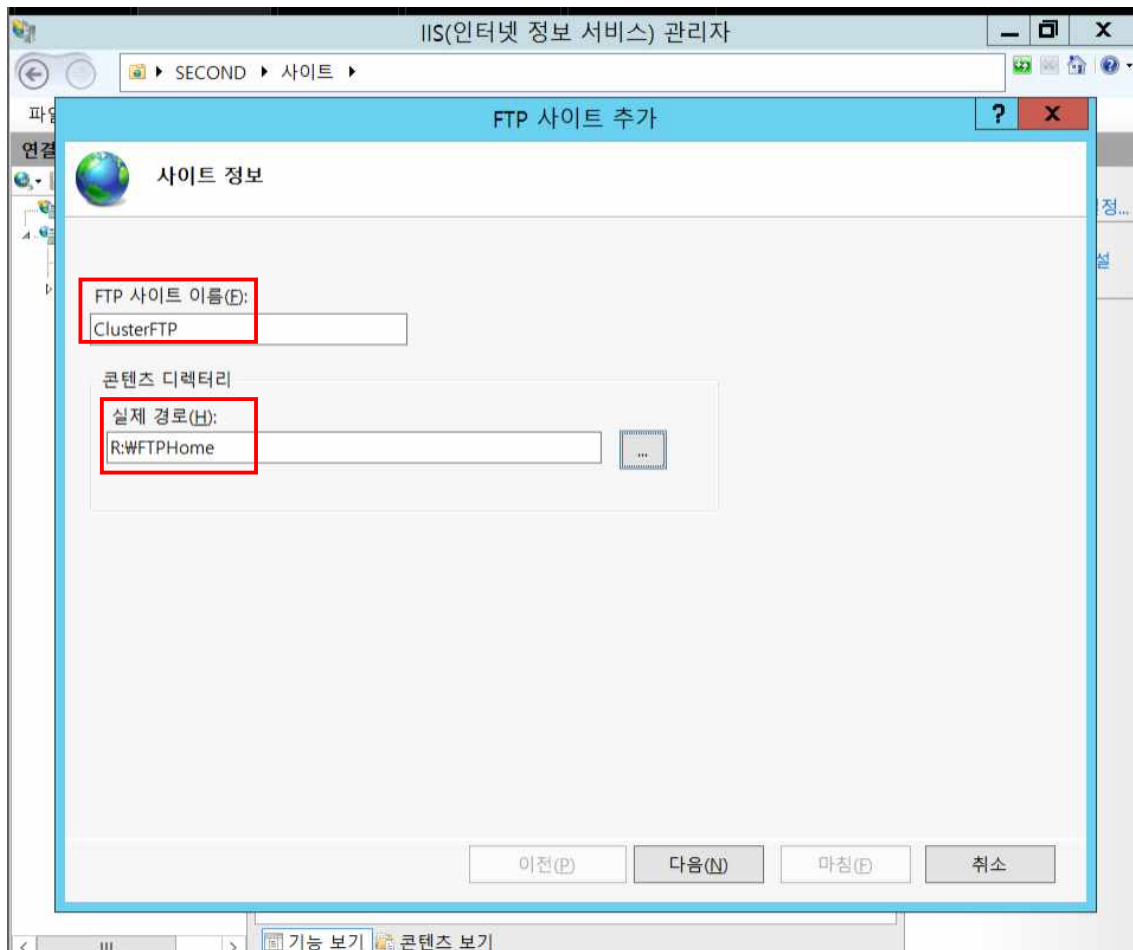 IIS(인터넷 정보 서비스) 관리자
SECOND 사이트
FTP 사이트 추가
연결
사이트 정보
FTP 사이트 이름(F):
ClusterFTP
콘텐츠 디렉터리
실제 경로(H):
R:₩FTPHome
...
이전(P) 다음(N) 마침(F) 취소
기능 보기 콘텐츠 보기